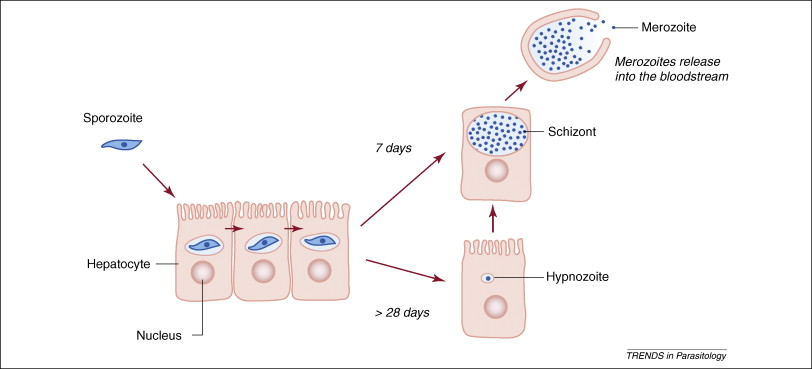 Merozoite
Merozoites release
into the bloodstream
Sporozoite
Schizont
7 days
Hepatocyte
Hypnozoite
> 28 days
Nucleus
TRENDS in Parasitology